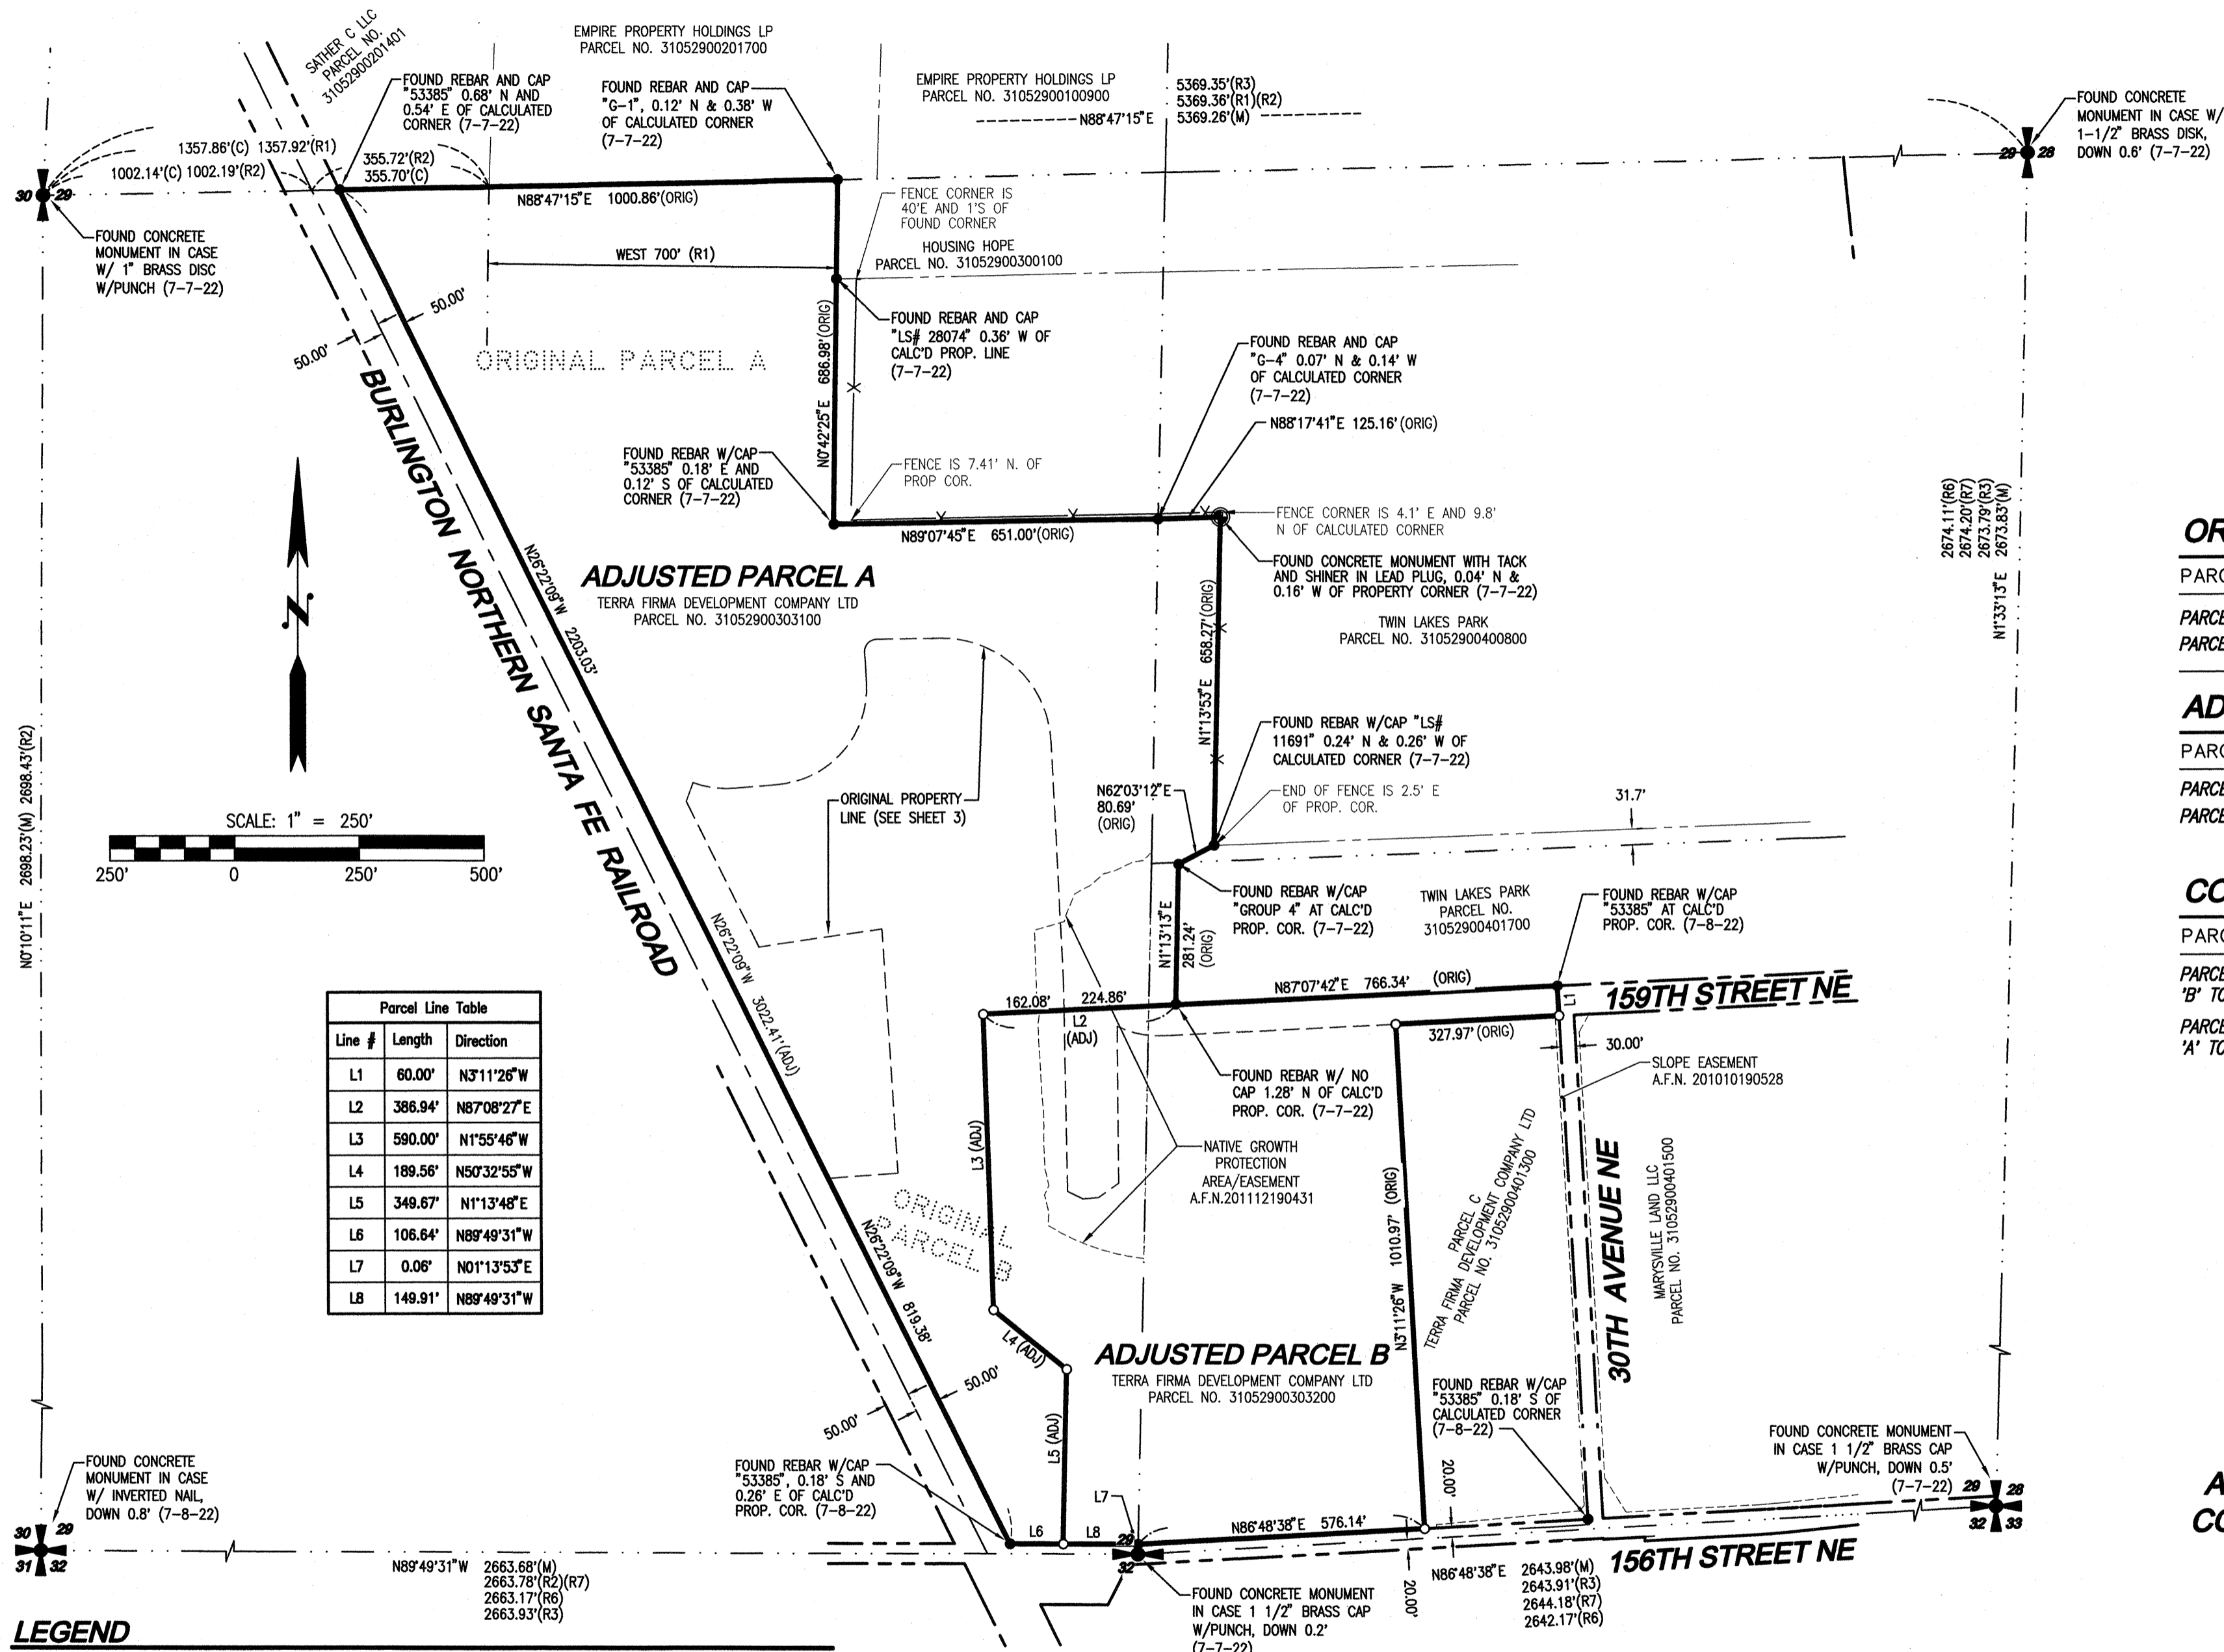 SATHER C LLC
PARCEL NO.
31052900201401
EMPIRE PROPERTY HOLDINGS LP
PARCEL NO. 31052900201700
FOUND REBAR AND CAP
"53385" 0.68' N AND
0.54' E OF CALCULATED
CORNER (7-7-22)
FOUND REBAR AND CAP
"G-1", 0.12' N & 0.38' W
OF CALCULATED CORNER
(7-7-22)
EMPIRE PROPERTY HOLDINGS LP
PARCEL NO. 31052900100900
5369.35'(R3)
5369.36'(R1)(R2)
N88°47'15"E 5369.26'(M)
FOUND CONCRETE
MONUMENT IN CASE W/
1-1/2" BRASS DISK,
DOWN 0.6' (7-7-22)
29 28
1357.86'(C) 1357.92'(R1)
1002.14'(C) 1002.19'(R2)
355.72'(R2)
355.70'(C)
30 29
N88°47'15"E 1000.86'(ORIG)
FOUND CONCRETE
MONUMENT IN CASE
W/ 1" BRASS DISC
W/PUNCH (7-7-22)
FENCE CORNER IS
40'E AND 1'S OF
FOUND CORNER
HOUSING HOPE
PARCEL NO. 31052900300100
WEST 700' (R1)
50.00'
50.00'
ORIGINAL PARCEL A
N0°42'25"E 686.98'(ORIG)
FOUND REBAR AND CAP
"LS# 28074" 0.36' W OF
CALC'D PROP. LINE
(7-7-22)
FOUND REBAR AND CAP
"G-4" 0.07' N & 0.14' W
OF CALCULATED CORNER
(7-7-22)
N88°17'41"E 125.16'(ORIG)
FOUND REBAR W/CAP
"53385" 0.18' E AND
0.12' S OF CALCULATED
CORNER (7-7-22)
FENCE IS 7.41' N. OF
PROP COR.
N89°07'45"E 651.00'(ORIG)
FENCE CORNER IS 4.1' E AND 9.8'
N OF CALCULATED CORNER
FOUND CONCRETE MONUMENT WITH TACK
AND SHINER IN LEAD PLUG, 0.04' N &
0.16' W OF PROPERTY CORNER (7-7-22)
2674.11'(R6)
2674.20'(R7)
2673.79'(R3)
N1°33'13"E 2673.83'(M)
BURLINGTON NORTHERN SANTA FE RAILROAD
N26°22'09"W 2203.03'
ADJUSTED PARCEL A
TERRA FIRMA DEVELOPMENT COMPANY LTD
PARCEL NO. 31052900303100
N1°13'53"E 658.27'(ORIG)
TWIN LAKES PARK
PARCEL NO. 31052900400800
FOUND REBAR W/CAP "LS#
11691" 0.24' N & 0.26' W OF
CALCULATED CORNER (7-7-22)
N62°03'12"E
80.69'
(ORIG)
END OF FENCE IS 2.5' E
OF PROP. COR.
31.7'
ORIGINAL PROPERTY
LINE (SEE SHEET 3)
N0°10'11"E 2698.23'(M) 2698.43'(R2)
SCALE: 1" = 250'
250' 0 250' 500'
N26°22'09"W 3022.41'(ADJ)
FOUND REBAR W/CAP
"GROUP 4" AT CALC'D
PROP. COR. (7-7-22)
N1°13'13"E
281.24'
(ORIG)
TWIN LAKES PARK
PARCEL NO.
31052900401700
FOUND REBAR W/CAP
"53385" AT CALC'D
PROP. COR. (7-8-22)
N87°07'42"E 766.34' (ORIG)
159TH STREET NE
L1
162.08' 224.86'
L2
(ADJ)
327.97' (ORIG)
30.00'
Parcel Line Table
Line # Length Direction
L1 60.00' N3°11'26"W
L2 386.94' N87°08'27"E
L3 590.00' N1°55'46"W
L4 189.56' N50°32'55"W
L5 349.67' N1°13'48"E
L6 106.64' N89°49'31"W
L7 0.06' N01°13'53"E
L8 149.91' N89°49'31"W
FOUND REBAR W/ NO
CAP 1.28' N OF CALC'D
PROP. COR. (7-7-22)
SLOPE EASEMENT
A.F.N. 201010190528
L3 (ADJ)
NATIVE GROWTH
PROTECTION
AREA/EASEMENT
A.F.N.201112190431
ORIGINAL
PARCEL B
N26°22'09"W 819.38'
N3°11'26"W 1010.97' (ORIG)
PARCEL C
TERRA FIRMA DEVELOPMENT COMPANY LTD
PARCEL NO. 31052900401300
30TH AVENUE NE
MARYSVILLE LAND LLC
PARCEL NO. 31052900401500
L4 (ADJ)
ADJUSTED PARCEL B
TERRA FIRMA DEVELOPMENT COMPANY LTD
PARCEL NO. 31052900303200
50.00'
50.00'
L5 (ADJ)
FOUND REBAR W/CAP
"53385" 0.18' S OF
CALCULATED CORNER
(7-8-22)
20.00'
FOUND CONCRETE MONUMENT
IN CASE 1 1/2" BRASS CAP
W/PUNCH, DOWN 0.5'
(7-7-22)
29 28
32 33
FOUND CONCRETE
MONUMENT IN CASE
W/ INVERTED NAIL,
DOWN 0.8' (7-8-22)
30 29
31 32
FOUND REBAR W/CAP
"53385", 0.18' S AND
0.26' E OF CALC'D
PROP. COR. (7-8-22)
L7
L6 L8
29
32
N86°48'38"E 576.14'
N89°49'31"W 2663.68'(M)
2663.78'(R2)(R7)
2663.17'(R6)
2663.93'(R3)
FOUND CONCRETE MONUMENT
IN CASE 1 1/2" BRASS CAP
W/PUNCH, DOWN 0.2'
(7-7-22)
20.00'
N86°48'38"E 2643.98'(M)
2643.91'(R3)
2644.18'(R7)
2642.17'(R6)
156TH STREET NE
LEGEND
OR
PARC
PARCE
PARCE
AD
PARC
PARCE
PARCE
CO
PARC
PARCE
'B' TO
PARCE
'A' TO
A
CO